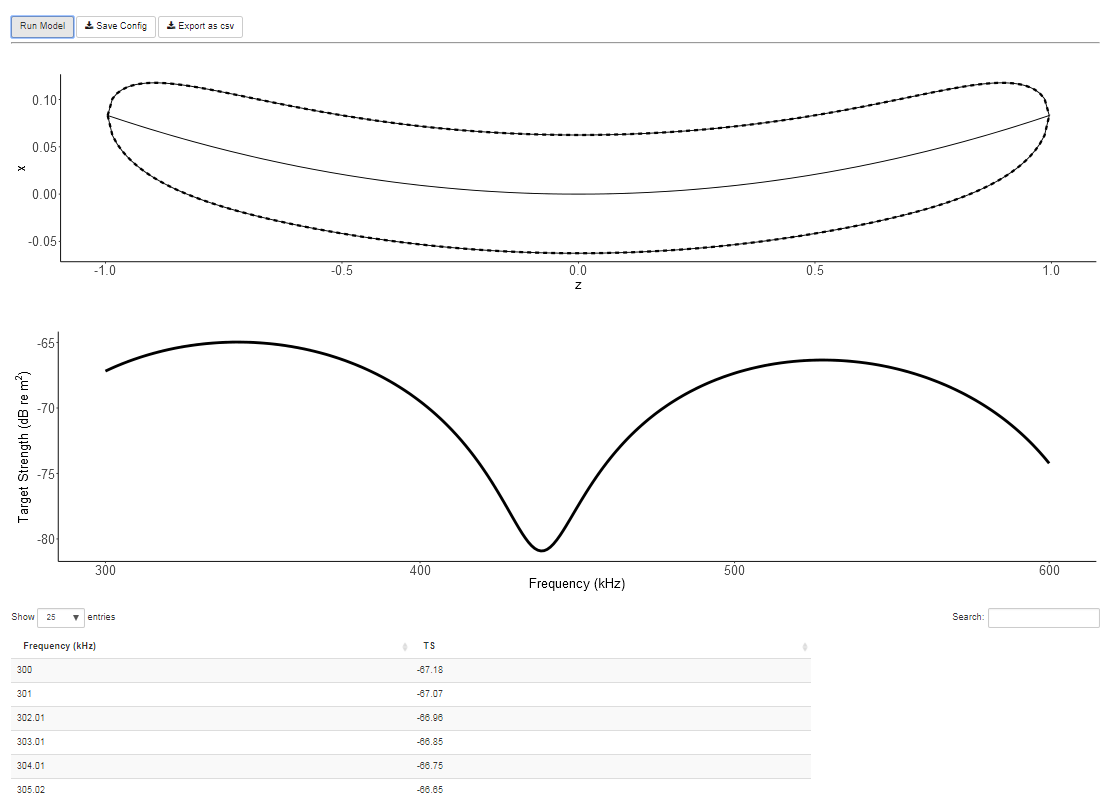 Run Model Save Config Export as csv
0.10
0.05
0.00
-0.05
x
-1.0 -0.5 0.0 0.5 1.0
z
-65
-70
-75
-80
Target Strength (dB re m²)
300 400 500 600
Frequency (kHz)
Show 25 entries Search:
Frequency (kHz) TS
300 -67.18
301 -67.07
302.01 -66.96
303.01 -66.85
304.01 -66.75
305.02 -66.65